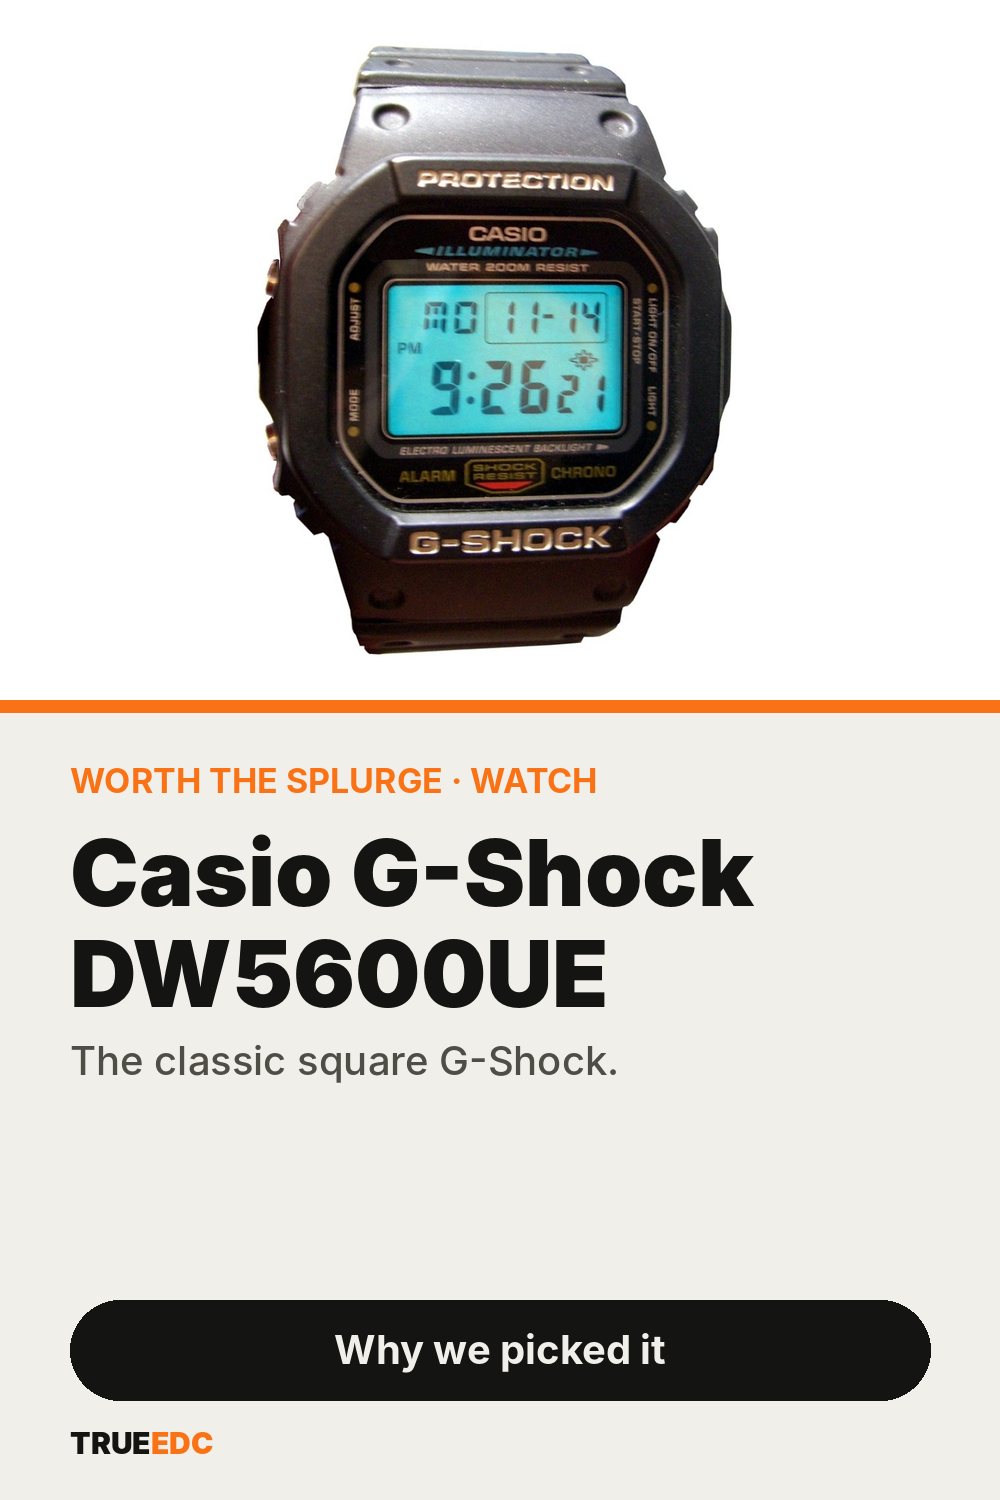 PROTECTION
CASIO
ILLUMINATOR
WATER 200M RESIST
ADJUST
MODE
LIGHT ON/OFF
START·STOP
LIGHT
MO 11-14
PM
9:26 21
ELECTRO LUMINESCENT BACKLIGHT
ALARM
SHOCK
RESIST
CHRONO
G-SHOCK
WORTH THE SPLURGE · WATCH
Casio G-Shock
DW5600UE
The classic square G-Shock.
Why we picked it
TRUEEDC